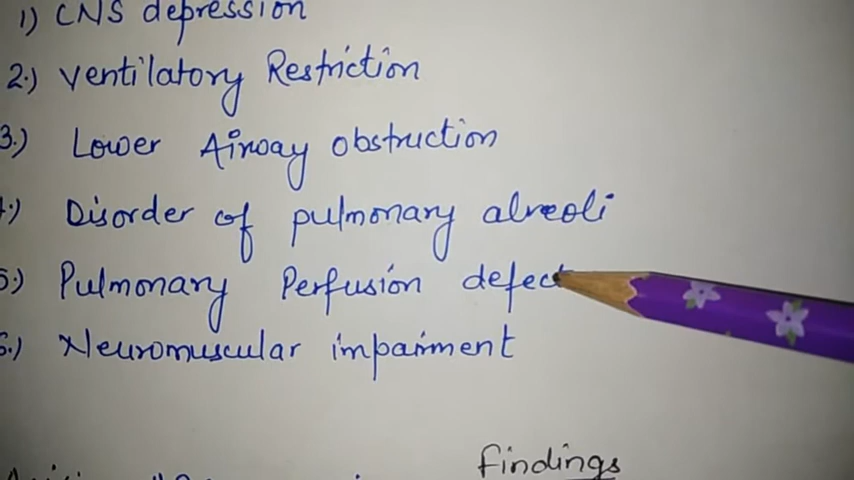 1) CNS depression
2.) Ventilatory Restriction
3.) Lower Airway obstruction
4.) Disorder of pulmonary alveoli
5.) Pulmonary Perfusion defect
6.) Neuromuscular impairment
findings